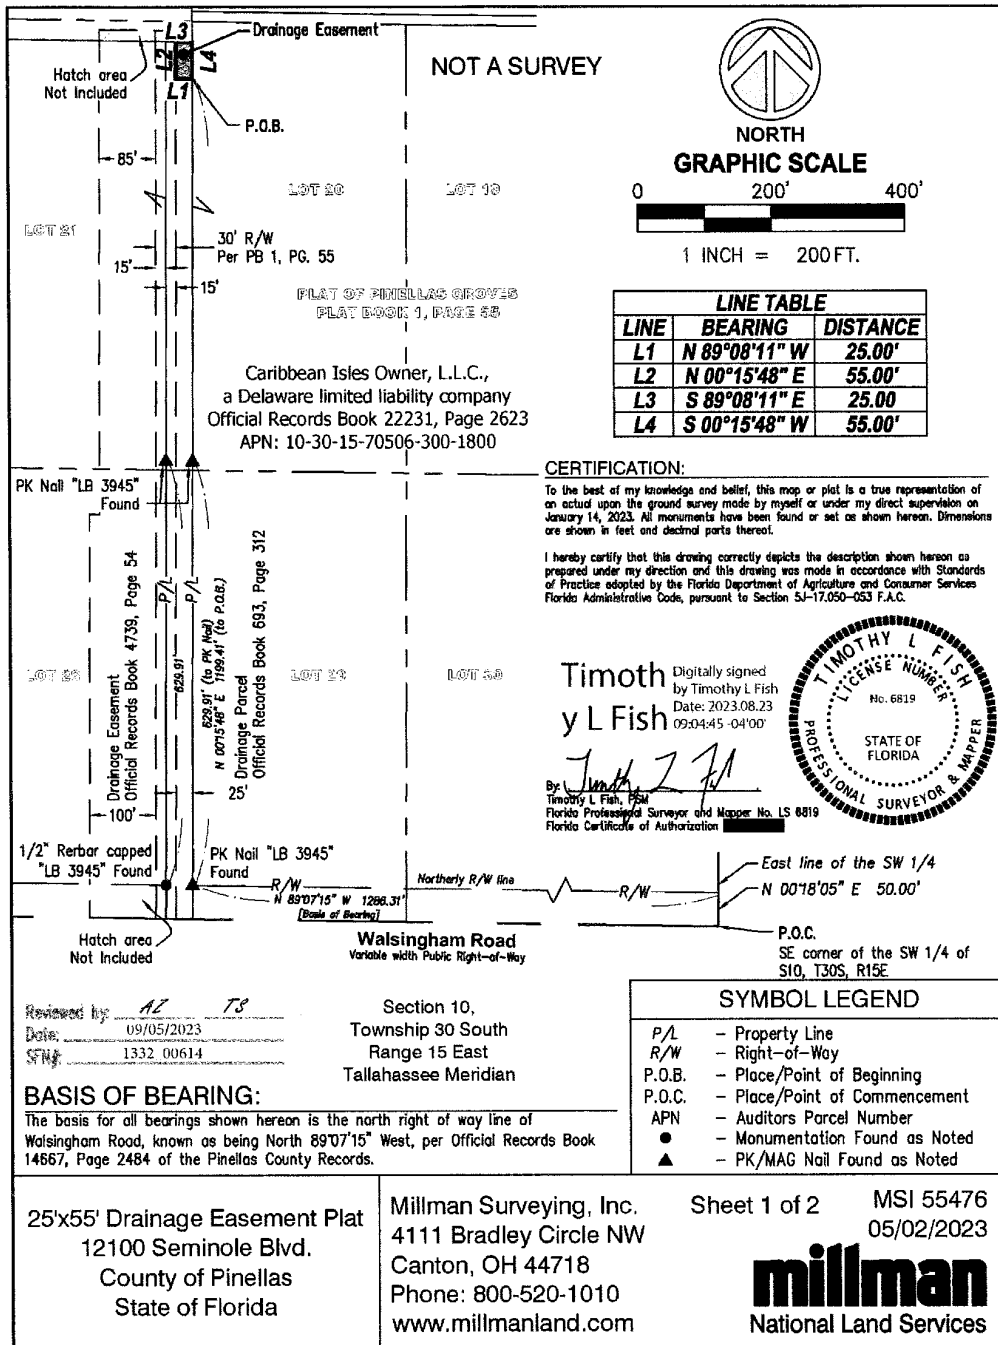 L3
Drainage Easement
L2
L4
L1
Hatch area
Not Included
P.O.B.
NOT A SURVEY
NORTH
GRAPHIC SCALE
0 200' 400'
1 INCH = 200 FT.
85'
LOT 20
LOT 19
LOT 21
30' R/W
Per PB 1, PG. 55
15'
15'
PLAT OF PINELLAS GROVES
PLAT BOOK 1, PAGE 55
LINE TABLE
LINE BEARING DISTANCE
L1 N 89°08'11" W 25.00'
L2 N 00°15'48" E 55.00'
L3 S 89°08'11" E 25.00
L4 S 00°15'48" W 55.00'
Caribbean Isles Owner, L.L.C.,
a Delaware limited liability company
Official Records Book 22231, Page 2623
APN: 10-30-15-70506-300-1800
PK Nail "LB 3945"
Found
CERTIFICATION:
To the best of my knowledge and belief, this map or plat is a true representation of
an actual upon the ground survey made by myself or under my direct supervision on
January 14, 2023. All monuments have been found or set as shown hereon. Dimensions
are shown in feet and decimal parts thereof.
I hereby certify that this drawing correctly depicts the description shown hereon as
prepared under my direction and this drawing was made in accordance with Standards
of Practice adopted by the Florida Department of Agriculture and Consumer Services
Florida Administrative Code, pursuant to Section 5J-17.050-053 F.A.C.
Drainage Easement
Official Records Book 4739, Page 54
P/L
629.91'
P/L
629.91' (to PK Nail)
N 00°15'48" E 1199.41' (to P.O.B.)
Drainage Parcel
Official Records Book 693, Page 312
LOT 29
LOT 30
25'
100'
Timoth
y L Fish
Digitally signed
by Timothy L Fish
Date: 2023.08.23
09:04:45 -04'00'
By:
Timothy L Fish, PSM
Florida Professional Surveyor and Mapper No. LS 6819
Florida Certificate of Authorization
TIMOTHY L FISH
LICENSE NUMBER
No. 6819
STATE OF
FLORIDA
PROFESSIONAL SURVEYOR & MAPPER
1/2" Rerbar capped
"LB 3945" Found
PK Nail "LB 3945"
Found
R/W
N 89°07'15" W 1286.31'
[Basis of Bearing]
Northerly R/W line
R/W
East line of the SW 1/4
N 00°18'05" E 50.00'
P.O.C.
SE corner of the SW 1/4 of
S10, T30S, R15E
Hatch area
Not Included
Walsingham Road
Variable width Public Right-of-Way
Reviewed by: AZ TS
Date: 09/05/2023
SFN#: 1332 00614
Section 10,
Township 30 South
Range 15 East
Tallahassee Meridian
SYMBOL LEGEND
P/L – Property Line
R/W – Right-of-Way
P.O.B. – Place/Point of Beginning
P.O.C. – Place/Point of Commencement
APN – Auditors Parcel Number
– Monumentation Found as Noted
– PK/MAG Nail Found as Noted
BASIS OF BEARING:
The basis for all bearings shown hereon is the north right of way line of
Walsingham Road, known as being North 89°07'15" West, per Official Records Book
14667, Page 2484 of the Pinellas County Records.
25'x55' Drainage Easement Plat
12100 Seminole Blvd.
County of Pinellas
State of Florida
Millman Surveying, Inc.
4111 Bradley Circle NW
Canton, OH 44718
Phone: 800-520-1010
www.millmanland.com
Sheet 1 of 2
MSI 55476
05/02/2023
millman
National Land Services